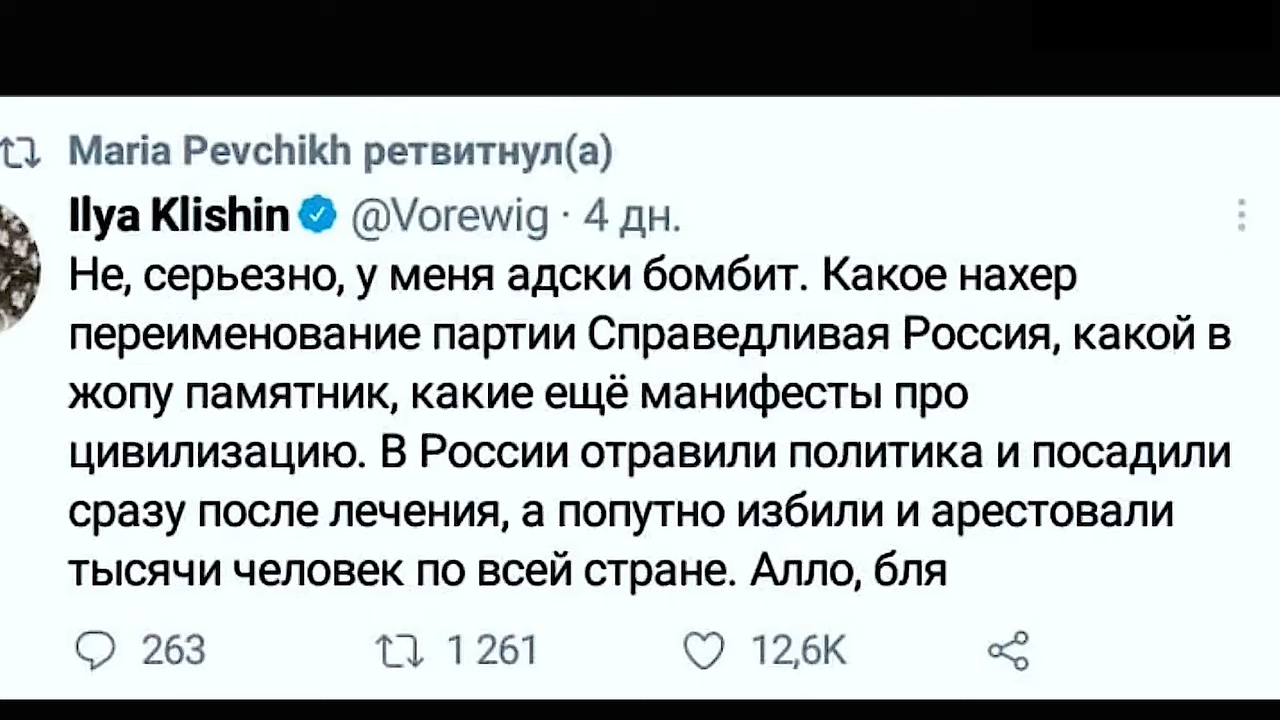 Maria Pevchikh ретвитнул(а)
Ilya Klishin @Vorewig · 4 дн.
Не, серьезно, у меня адски бомбит. Какое нахер
переименование партии Справедливая Россия, какой в
жопу памятник, какие ещё манифесты про
цивилизацию. В России отравили политика и посадили
сразу после лечения, а попутно избили и арестовали
тысячи человек по всей стране. Алло, бля
263 1 261 12,6K